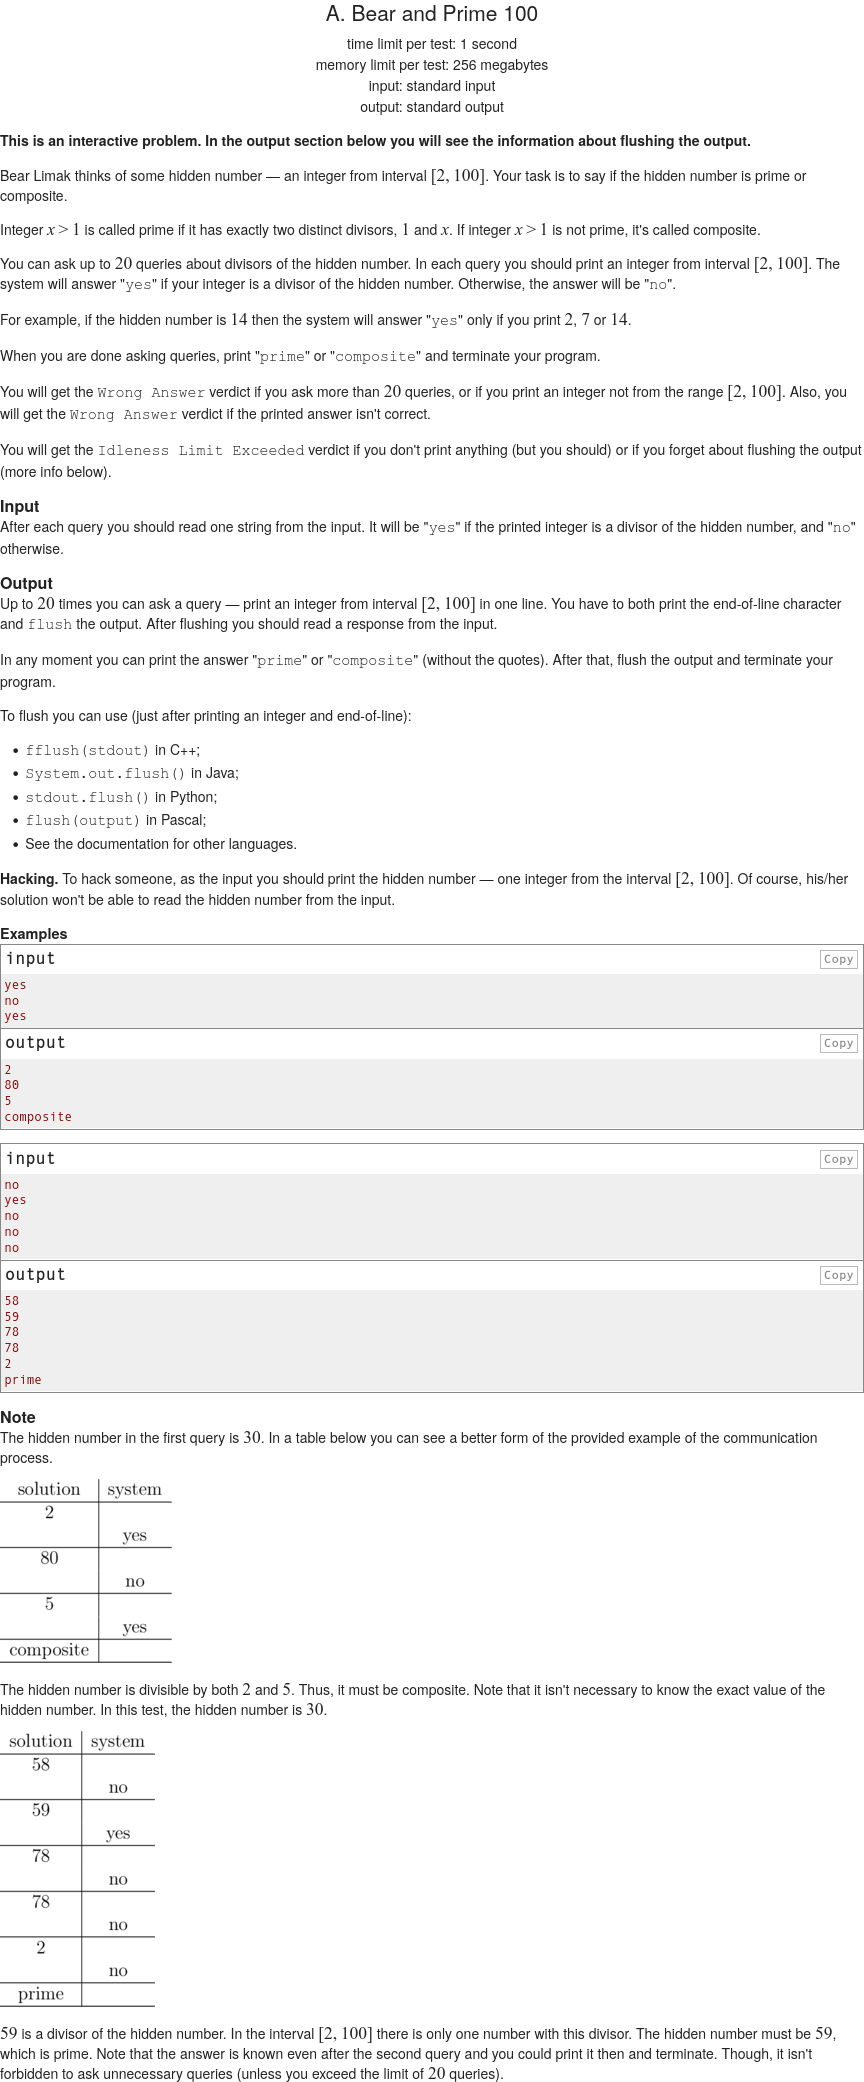 A. Bear and Prime 100
time limit per test: 1 second
memory limit per test: 256 megabytes
input: standard input
output: standard output
This is an interactive problem. In the output section below you will see the information about flushing the output.
Bear Limak thinks of some hidden number — an integer from interval [2, 100]. Your task is to say if the hidden number is prime or
composite.
Integer x > 1 is called prime if it has exactly two distinct divisors, 1 and x. If integer x > 1 is not prime, it's called composite.
You can ask up to 20 queries about divisors of the hidden number. In each query you should print an integer from interval [2, 100]. The
system will answer "yes" if your integer is a divisor of the hidden number. Otherwise, the answer will be "no".
For example, if the hidden number is 14 then the system will answer "yes" only if you print 2, 7 or 14.
When you are done asking queries, print "prime" or "composite" and terminate your program.
You will get the Wrong Answer verdict if you ask more than 20 queries, or if you print an integer not from the range [2, 100]. Also, you
will get the Wrong Answer verdict if the printed answer isn't correct.
You will get the Idleness Limit Exceeded verdict if you don't print anything (but you should) or if you forget about flushing the output
(more info below).
Input
After each query you should read one string from the input. It will be "yes" if the printed integer is a divisor of the hidden number, and "no"
otherwise.
Output
Up to 20 times you can ask a query — print an integer from interval [2, 100] in one line. You have to both print the end-of-line character
and flush the output. After flushing you should read a response from the input.
In any moment you can print the answer "prime" or "composite" (without the quotes). After that, flush the output and terminate your
program.
To flush you can use (just after printing an integer and end-of-line):
• fflush(stdout) in C++;
• System.out.flush() in Java;
• stdout.flush() in Python;
• flush(output) in Pascal;
• See the documentation for other languages.
Hacking. To hack someone, as the input you should print the hidden number — one integer from the interval [2, 100]. Of course, his/her
solution won't be able to read the hidden number from the input.
Examples
input Copy
yes
no
yes
output Copy
2
80
5
composite
input Copy
no
yes
no
no
no
output Copy
58
59
78
78
2
prime
Note
The hidden number in the first query is 30. In a table below you can see a better form of the provided example of the communication
process.
solution system
2
yes
80
no
5
yes
composite
The hidden number is divisible by both 2 and 5. Thus, it must be composite. Note that it isn't necessary to know the exact value of the
hidden number. In this test, the hidden number is 30.
solution system
58
no
59
yes
78
no
78
no
2
no
prime
59 is a divisor of the hidden number. In the interval [2, 100] there is only one number with this divisor. The hidden number must be 59,
which is prime. Note that the answer is known even after the second query and you could print it then and terminate. Though, it isn't
forbidden to ask unnecessary queries (unless you exceed the limit of 20 queries).